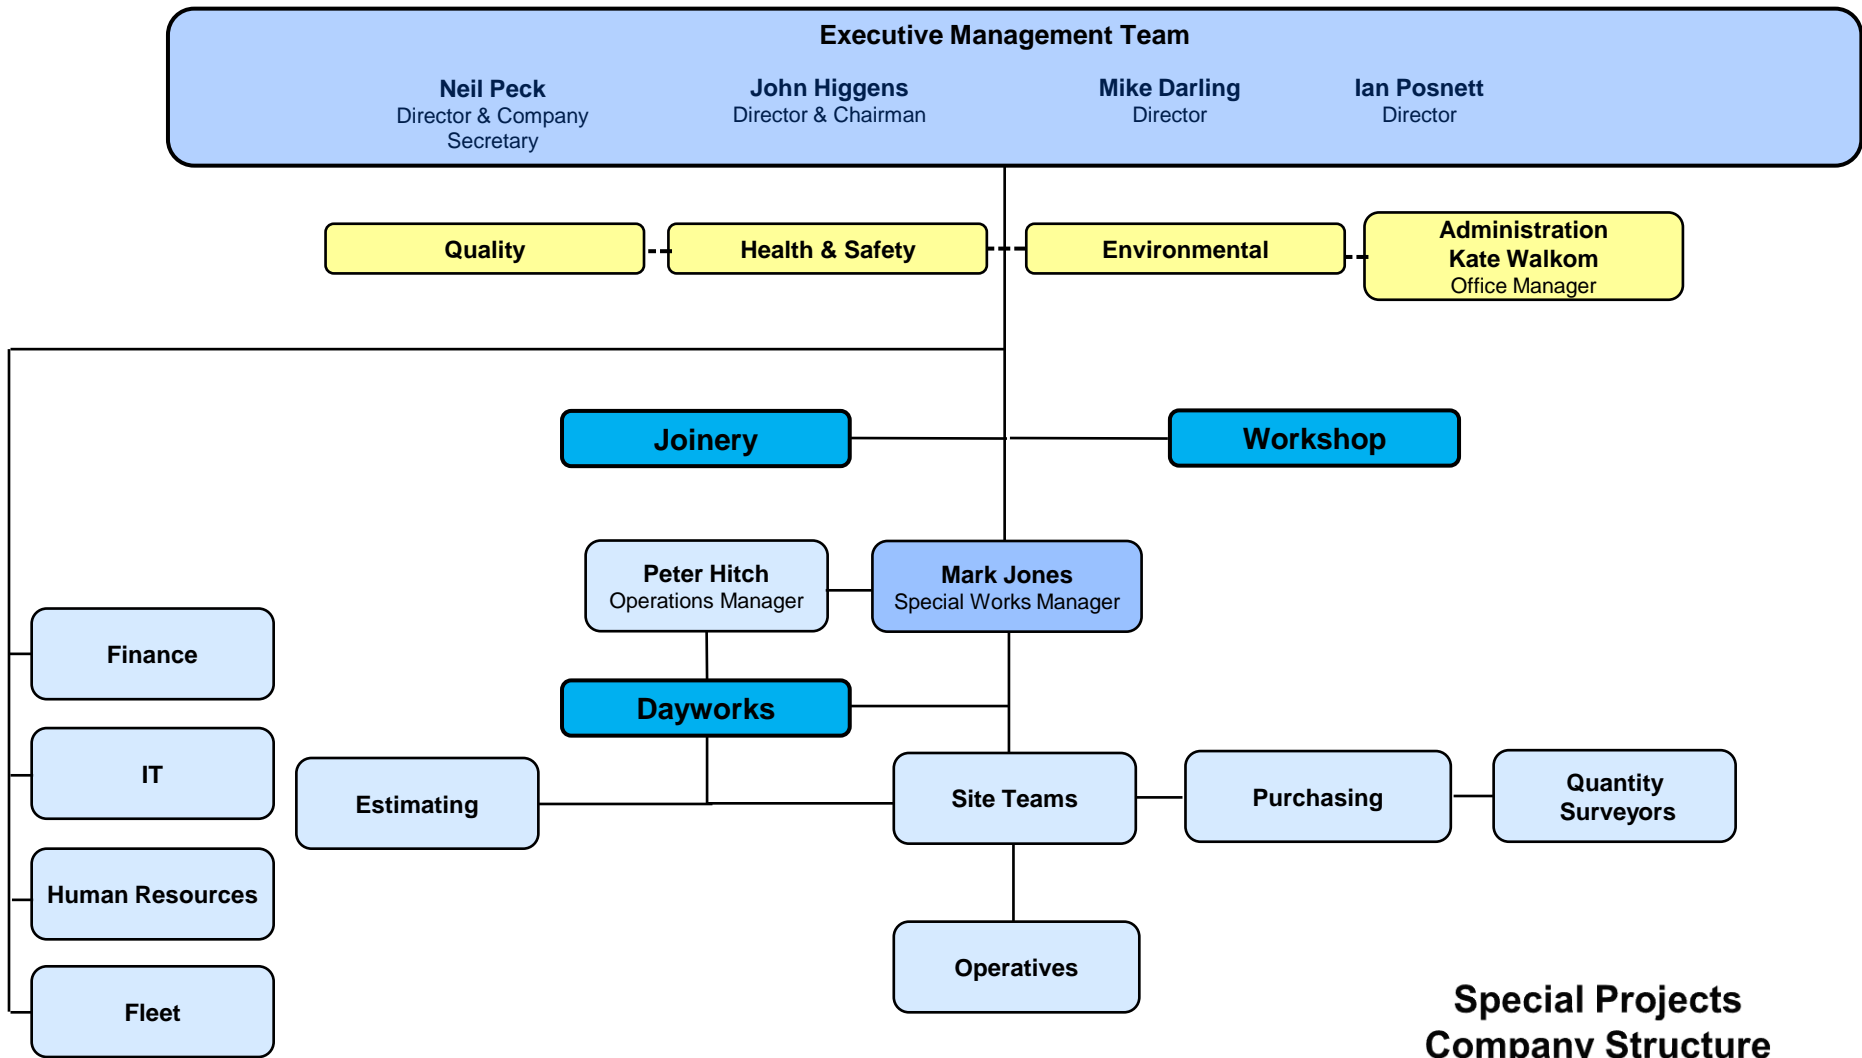 Executive Management Team
Neil Peck
Director & Company
Secretary
John Higgens
Director & Chairman
Mike Darling
Director
Ian Posnett
Director
Quality
Health & Safety
Environmental
Administration
Kate Walkom
Office Manager
Joinery
Workshop
Peter Hitch
Operations Manager
Mark Jones
Special Works Manager
Dayworks
Finance
IT
Human Resources
Fleet
Estimating
Site Teams
Purchasing
Quantity
Surveyors
Operatives
Special Projects
Company Structure